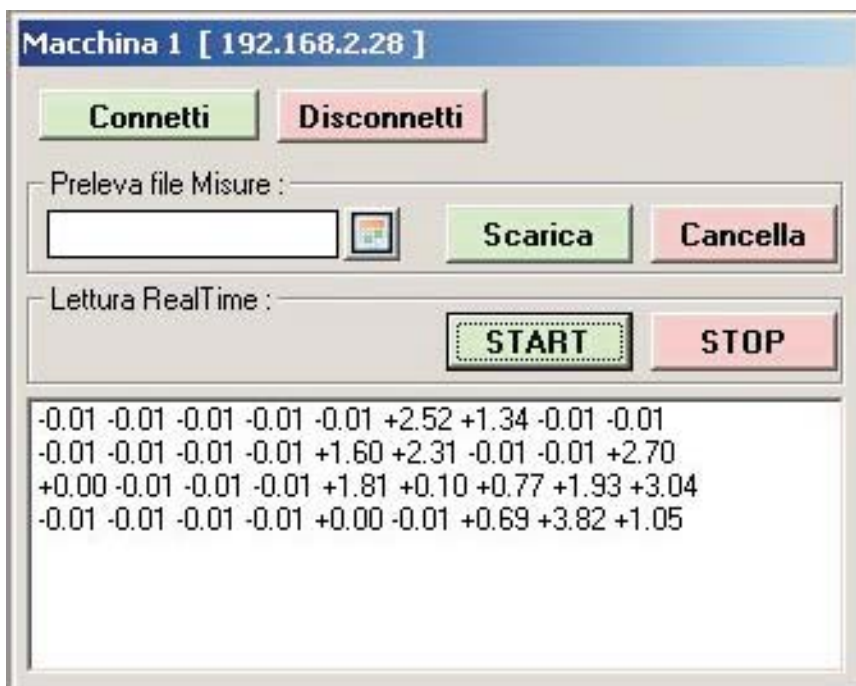 Macchina 1 [ 192.168.2.28 ]
Connetti Disconnetti
Preleva file Misure :
Scarica Cancella
Lettura RealTime :
START STOP
-0.01 -0.01 -0.01 -0.01 -0.01 +2.52 +1.34 -0.01 -0.01
-0.01 -0.01 -0.01 -0.01 +1.60 +2.31 -0.01 -0.01 +2.70
+0.00 -0.01 -0.01 -0.01 +1.81 +0.10 +0.77 +1.93 +3.04
-0.01 -0.01 -0.01 -0.01 +0.00 -0.01 +0.69 +3.82 +1.05